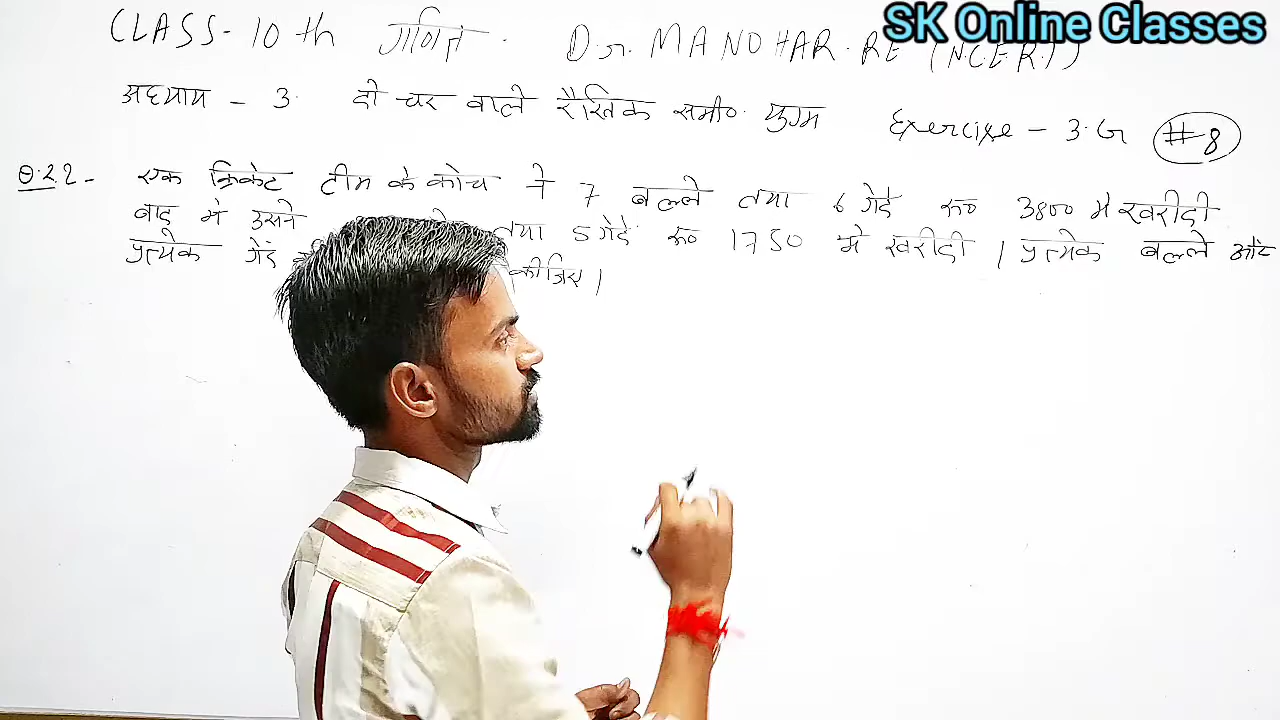 SK Online Classes
CLASS- 10 th गणित . Dr. MANOHAR. RE (N.C.E.R.T)
अध्याय - 3. दो चर वाले रैखिक समी० युग्म Exercise - 3.G #8
Q.22- एक क्रिकेट टीम के कोच ने 7 बल्ले तथा 6 गेंदे रू० 3800 मे खरीदी
बाद मे उसने तथा 5 गेंदे रू० 1750 मे खरीदी | प्रत्येक बल्ले और
प्रत्येक गेंद कीजिए |